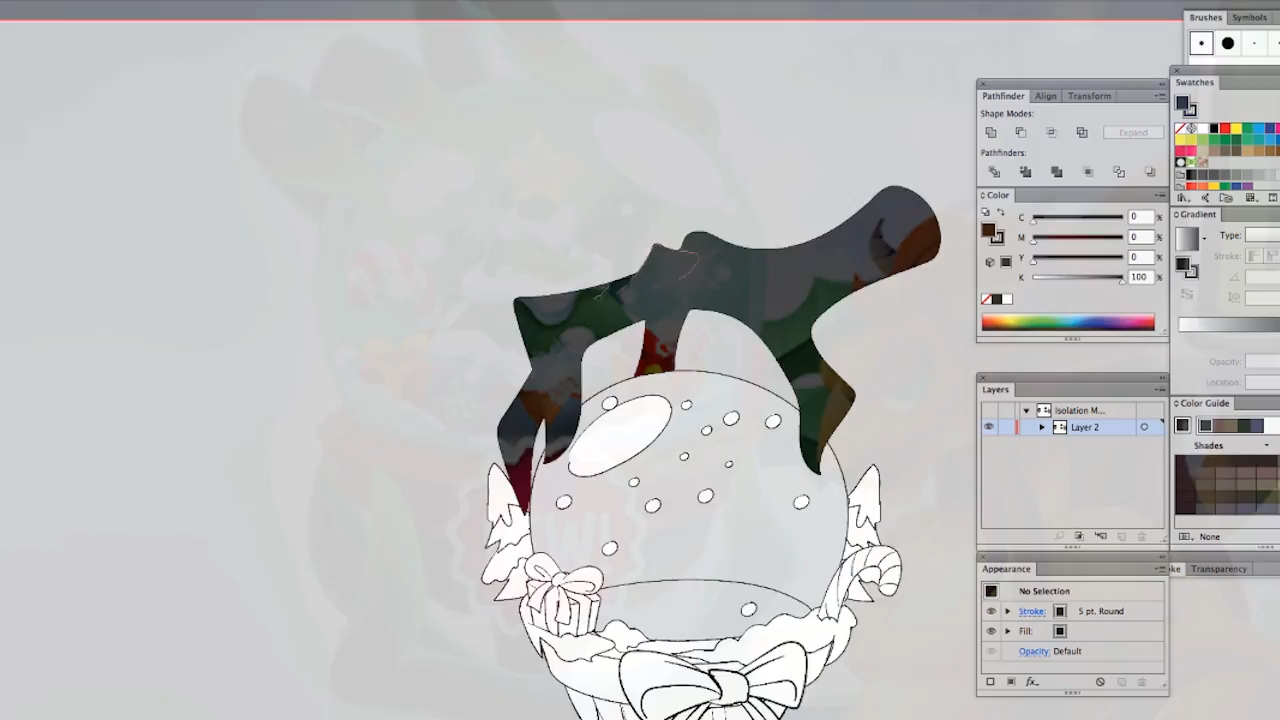 Brushes Symbols
Swatches
Pathfinder Align Transform
Shape Modes:
Expand
Pathfinders:
Color
C 0 %
M 0 %
Y 0 %
K 100 %
Gradient
Type:
Stroke:
Opacity:
Location:
Layers
Isolation M...
Layer 2
Color Guide
Shades
None
Appearance
No Selection
Stroke: 5 pt. Round
Fill:
Opacity: Default
ke Transparency